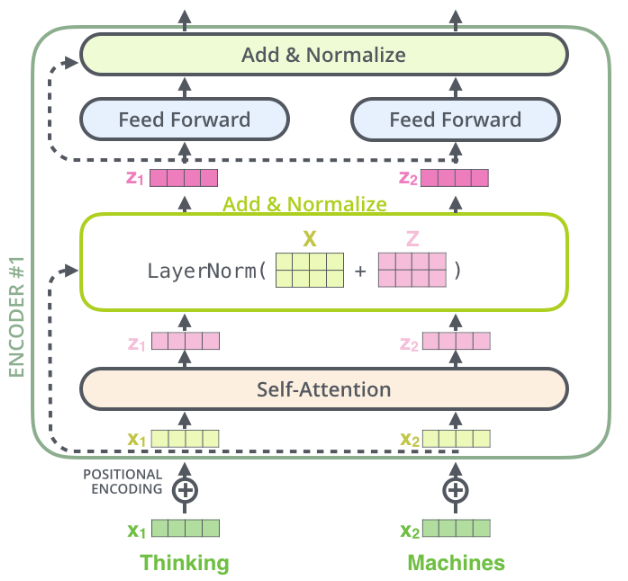 Add & Normalize
Feed Forward
Feed Forward
z1
z2
Add & Normalize
X
Z
LayerNorm( + )
ENCODER #1
z1
z2
Self-Attention
x1
x2
POSITIONAL
ENCODING
x1
x2
Thinking
Machines